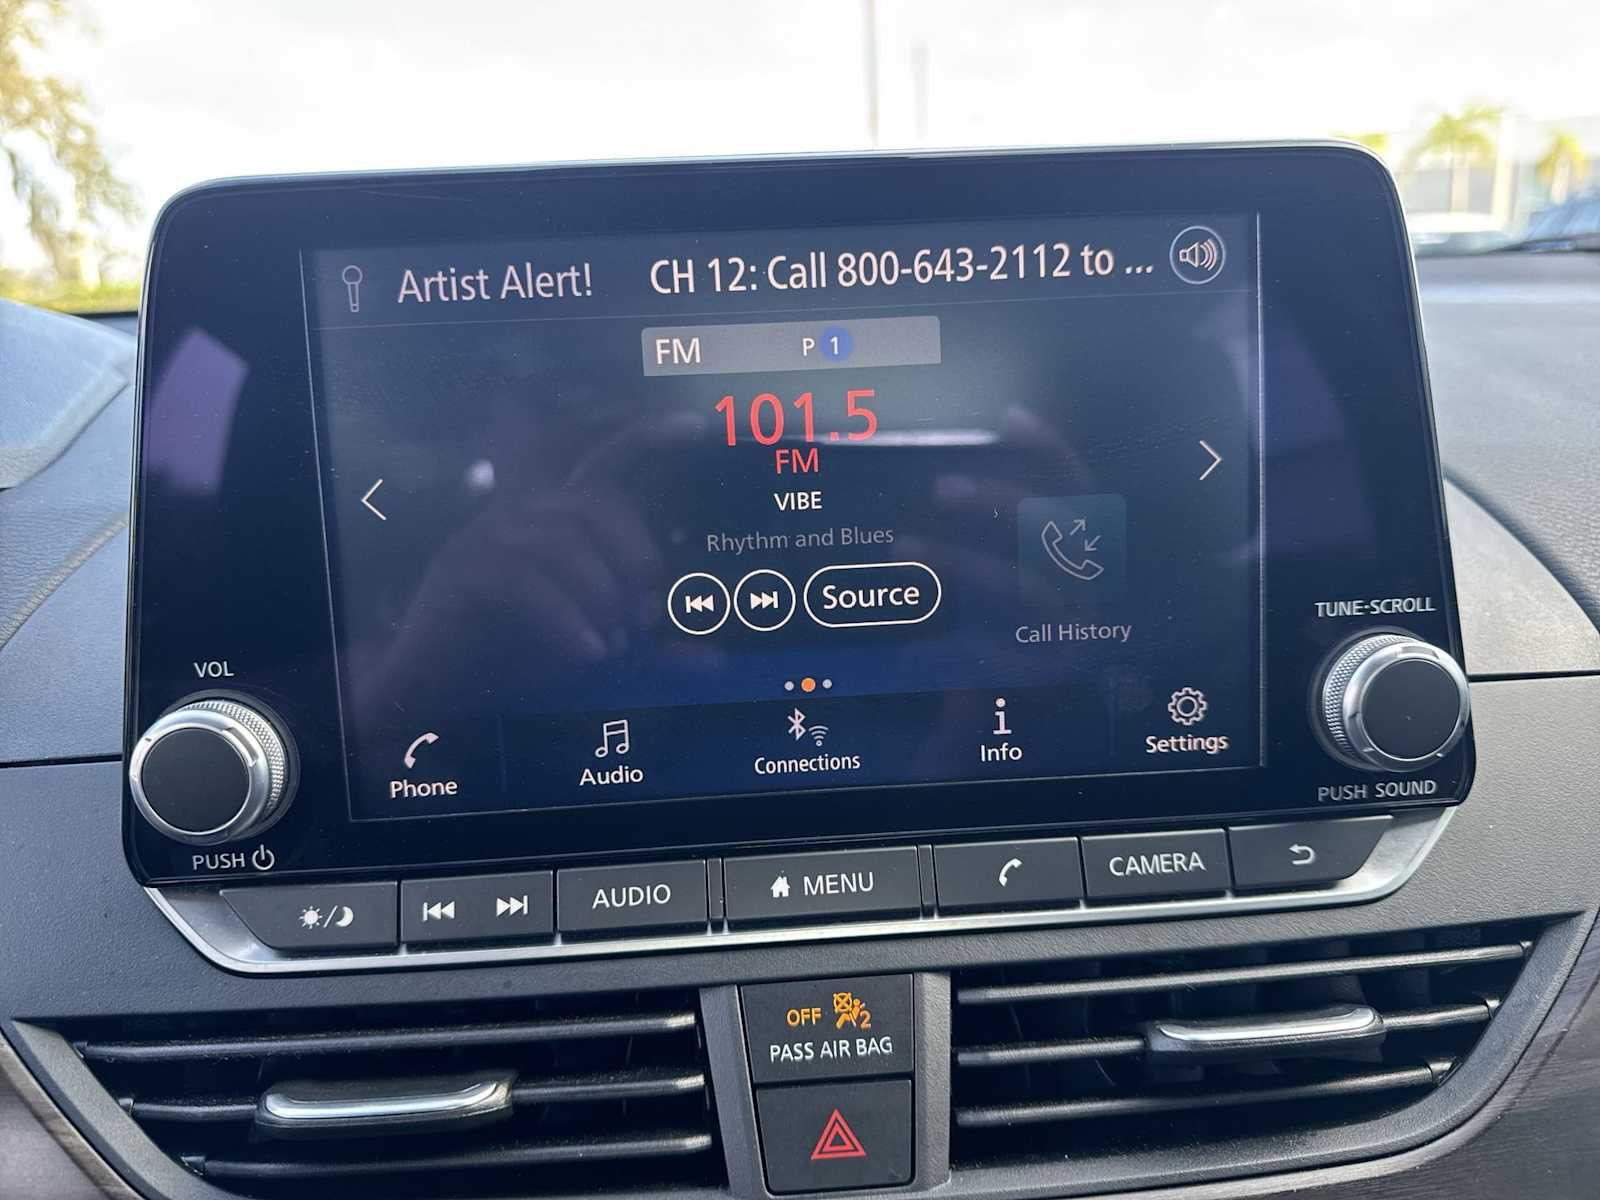 Artist Alert! CH 12: Call 800-643-2112 to ...
FM P 1
101.5
FM
VIBE
Rhythm and Blues
Source
Call History
Phone Audio Connections Info Settings
VOL
PUSH
TUNE-SCROLL
PUSH SOUND
AUDIO MENU CAMERA
OFF 2
PASS AIR BAG